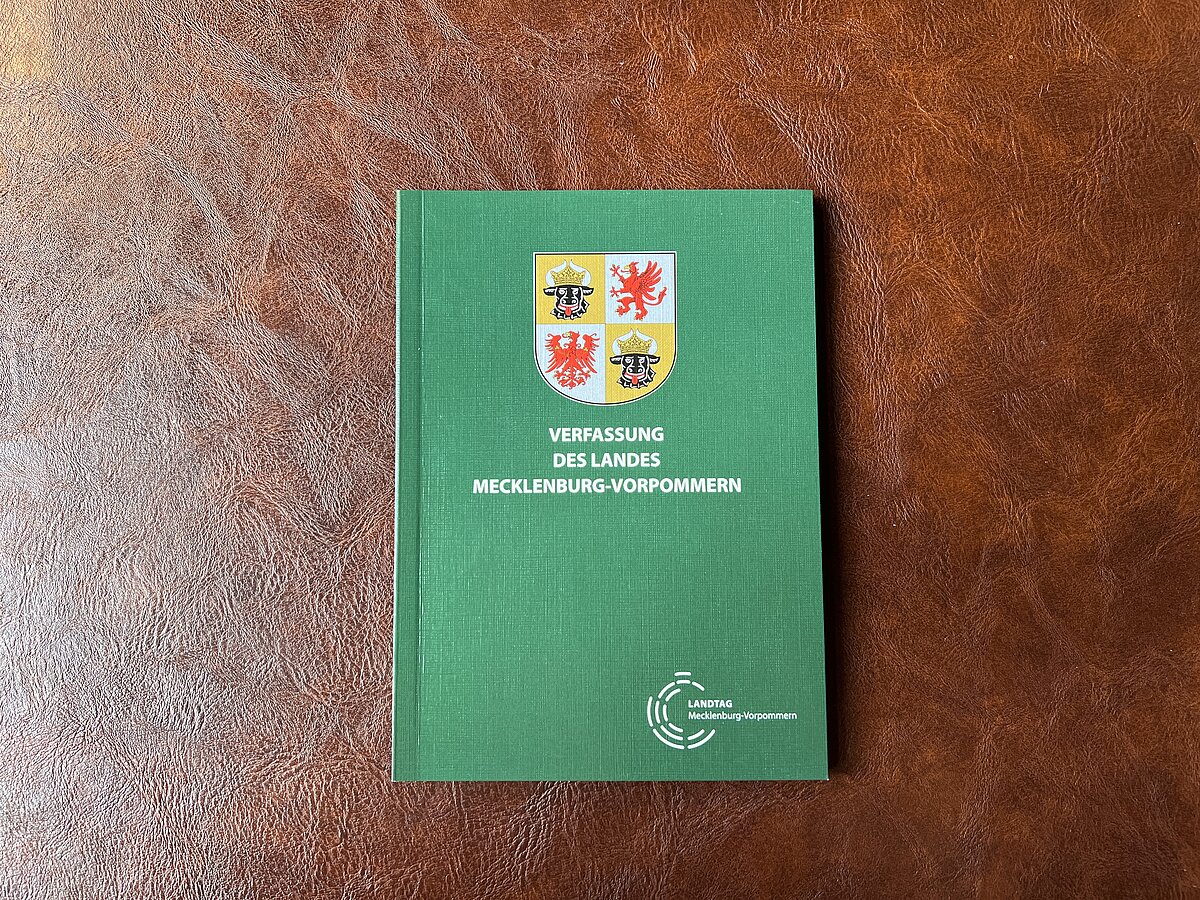 VERFASSUNG
DES LANDES
MECKLENBURG-VORPOMMERN
LANDTAG
Mecklenburg-Vorpommern